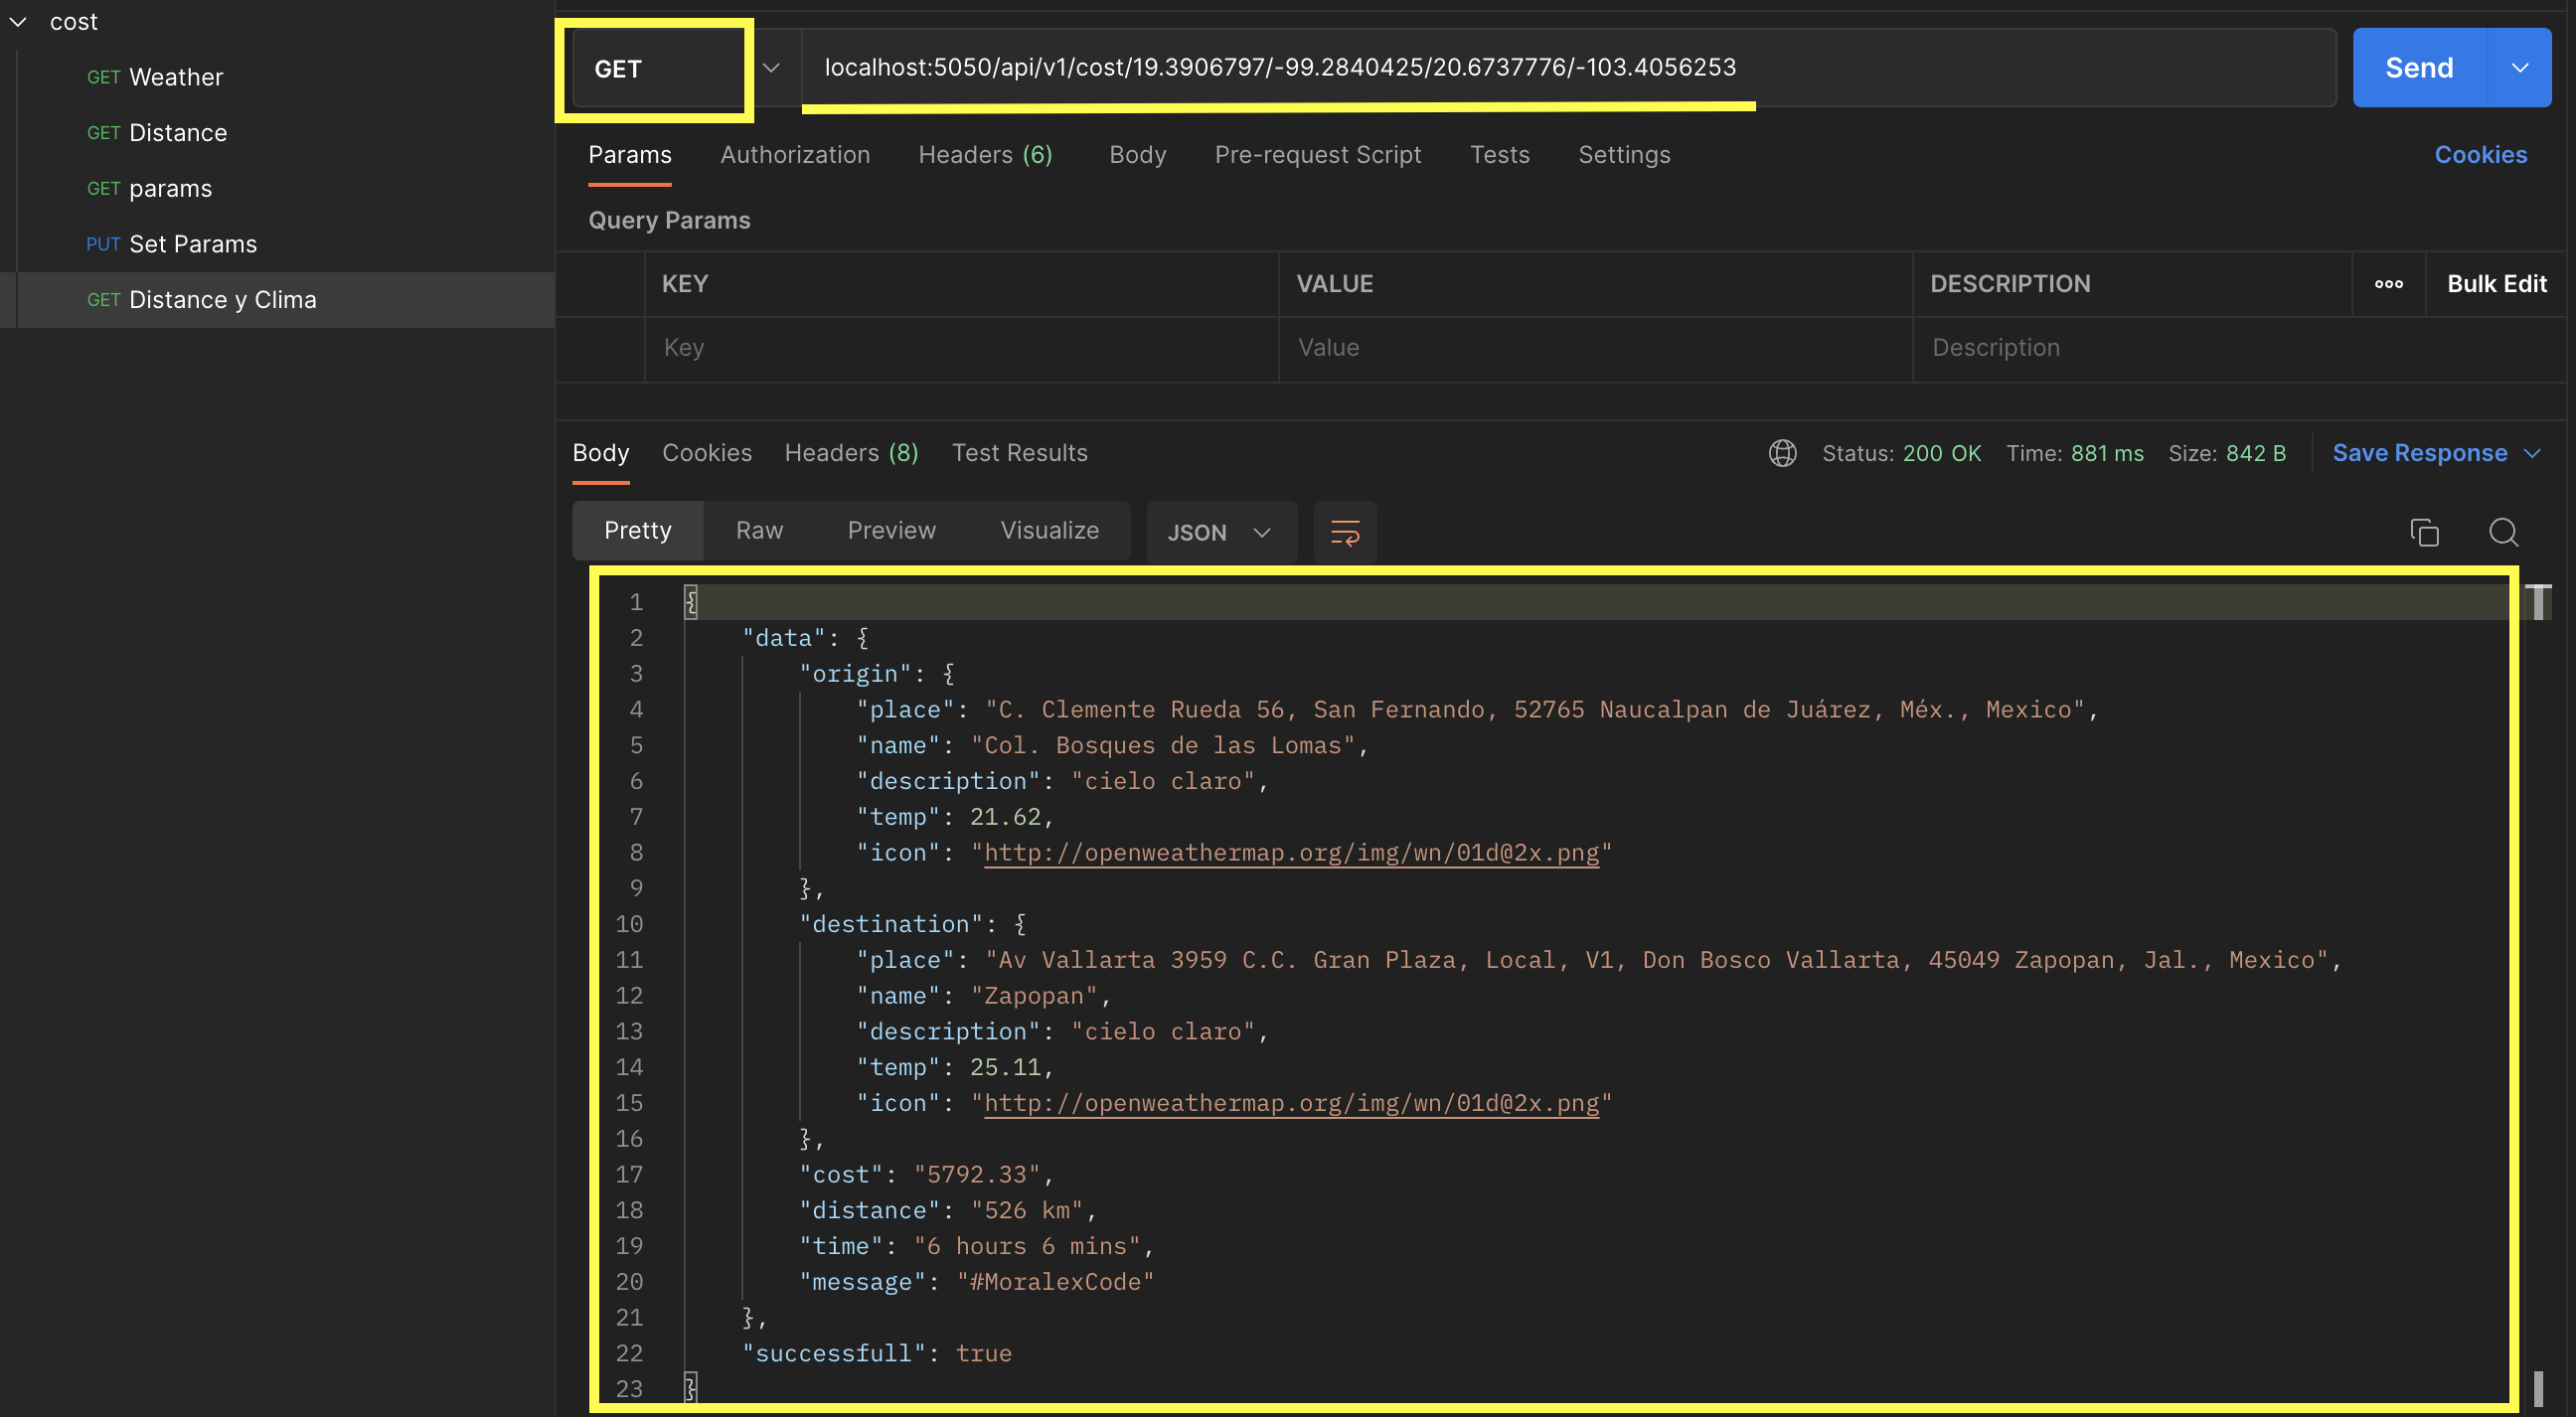 cost
GET Weather
GET Distance
GET params
PUT Set Params
GET Distance y Clima
GET localhost:5050/api/v1/cost/19.3906797/-99.2840425/20.6737776/-103.4056253 Send
Params Authorization Headers (6) Body Pre-request Script Tests Settings Cookies
Query Params
KEY VALUE DESCRIPTION ooo Bulk Edit
Key Value Description
Body Cookies Headers (8) Test Results Status: 200 OK Time: 881 ms Size: 842 B Save Response
Pretty Raw Preview Visualize JSON
1 {
2 "data": {
3 "origin": {
4 "place": "C. Clemente Rueda 56, San Fernando, 52765 Naucalpan de Juárez, Méx., Mexico",
5 "name": "Col. Bosques de las Lomas",
6 "description": "cielo claro",
7 "temp": 21.62,
8 "icon": "http://openweathermap.org/img/wn/01d@2x.png"
9 },
10 "destination": {
11 "place": "Av Vallarta 3959 C.C. Gran Plaza, Local, V1, Don Bosco Vallarta, 45049 Zapopan, Jal., Mexico",
12 "name": "Zapopan",
13 "description": "cielo claro",
14 "temp": 25.11,
15 "icon": "http://openweathermap.org/img/wn/01d@2x.png"
16 },
17 "cost": "5792.33",
18 "distance": "526 km",
19 "time": "6 hours 6 mins",
20 "message": "#MoralexCode"
21 },
22 "successfull": true
23 }